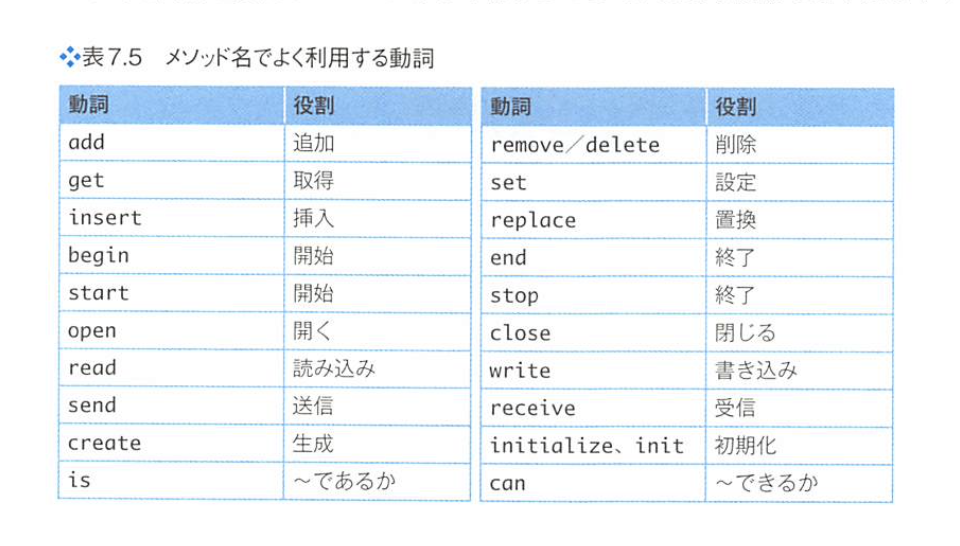 表7.5 メソッド名でよく利用する動詞
動詞 役割 動詞 役割
add 追加 remove／delete 削除
get 取得 set 設定
insert 挿入 replace 置換
begin 開始 end 終了
start 開始 stop 終了
open 開く close 閉じる
read 読み込み write 書き込み
send 送信 receive 受信
create 生成 initialize、init 初期化
is ～であるか can ～できるか